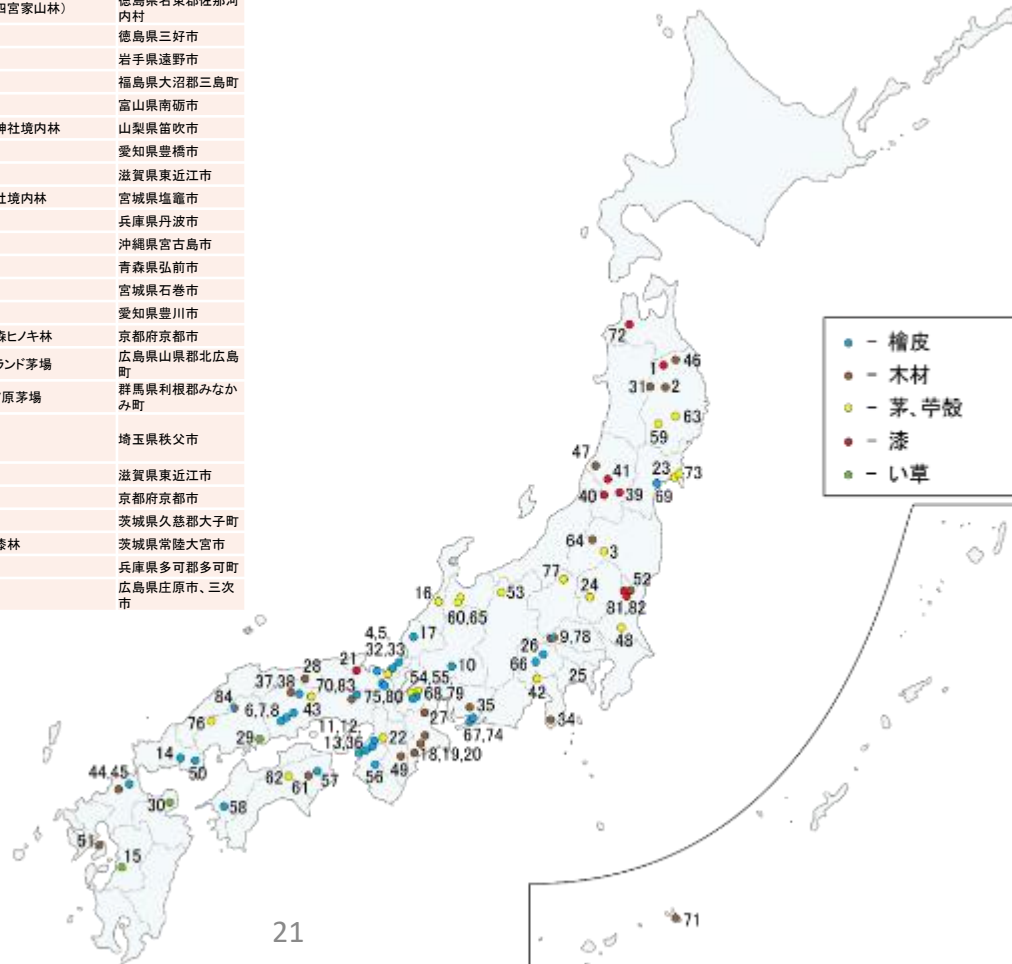 四宮家山林）
徳島県名東郡佐那河
内村
徳島県三好市
岩手県遠野市
福島県大沼郡三島町
富山県南砺市
神社境内林
山梨県笛吹市
愛知県豊橋市
滋賀県東近江市
社境内林
宮城県塩竈市
兵庫県丹波市
沖縄県宮古島市
青森県弘前市
宮城県石巻市
愛知県豊川市
森ヒノキ林
京都府京都市
ランド茅場
広島県山県郡北広島
町
原茅場
群馬県利根郡みなか
み町
埼玉県秩父市
滋賀県東近江市
京都府京都市
茨城県久慈郡大子町
漆林
茨城県常陸大宮市
兵庫県多可郡多可町
広島県庄原市、三次
市
- 檜皮
- 木材
- 茅、苧殻
- 漆
- い草
72
1
46
31
2
63
59
47
41
23
73
40
39
69
64
3
77
24
52
81,82
16
53
60,65
48
17
4,5,
32,33
26
9,78
66
10
25
42
21
28
37,38
70,83
75,80
54,55,
68,79
35
34
84
6,7,8
43
27
67,74
76
11,12,
13,36
22
18,19,20
29
49
56
14
50
62
61
57
44,45
30
58
51
15
71
21